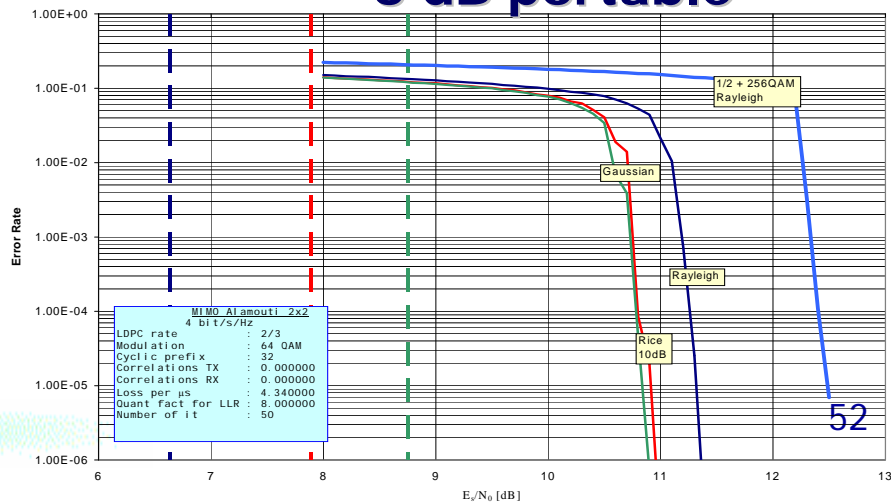 8 dB portable
1.00E+00
1.00E-01
1.00E-02
1.00E-03
1.00E-04
1.00E-05
1.00E-06
Error Rate
1/2 + 256QAM
Rayleigh
Gaussian
Rayleigh
Rice
10dB
MIMO Alamouti 2x2
4 bit/s/Hz
LDPC rate : 2/3
Modulation : 64 QAM
Cyclic prefix : 32
Correlations TX : 0.000000
Correlations RX : 0.000000
Loss per µs : 4.340000
Quant fact for LLR : 8.000000
Number of it : 50
52
6 7 8 9 10 11 12 13
Es/N0 [dB]